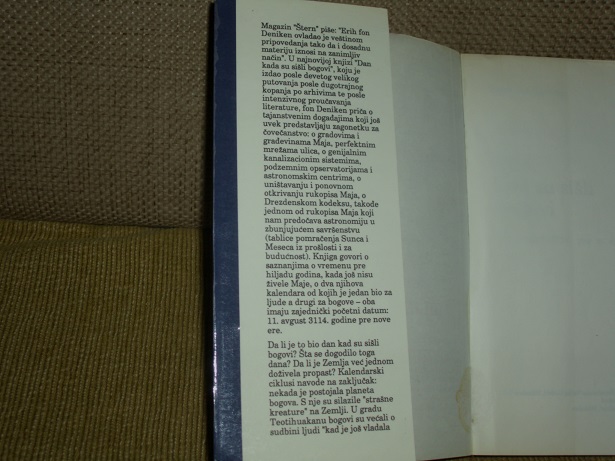 Magazin "Štern" piše: "Erih fon
Deniken ovladao je veštinom
pripovedanja tako da i dosadnu
materiju iznosi na zanimljiv
način". U najnovijoj knjizi "Dan
kada su sišli bogovi", koju je
izdao posle devetog velikog
putovanja posle dugotrajnog
kopanja po arhivima te posle
intenzivnog proučavanja
literature, fon Deniken priča o
tajanstvenim događajima koji još
uvek predstavljaju zagonetku za
čovečanstvo: o gradovima i
građevinama Maja, perfektnim
mrežama ulica, o genijalnim
kanalizacionim sistemima,
podzemnim opservatorijama i
astronomskim centrima, o
uništavanju i ponovnom
otkrivanju rukopisa Maja, o
Drezdenskom kodeksu, takođe
jednom od rukopisa Maja koji
nam predočava astronomiju u
zbunjujućem savršenstvu
(tablice pomračenja Sunca i
Meseca iz prošlosti i za
budućnost). Knjiga govori o
saznanjima o vremenu pre
hiljadu godina, kada još nisu
živele Maje, o dva njihova
kalendara od kojih je jedan bio za
ljude a drugi za bogove – oba
imaju zajednički početni datum:
11. avgust 3114. godine pre nove
ere.
Da li je to bio dan kad su sišli
bogovi? Šta se dogodilo toga
dana? Da li je Zemlja već jednom
doživela propast? Kalendarski
ciklusi navode na zaključak:
nekada je postojala planeta
bogova. S nje su silazile "strašne
kreature" na Zemlji. U gradu
Teotihuakanu bogovi su većali o
sudbini ljudi "kad je još vladala